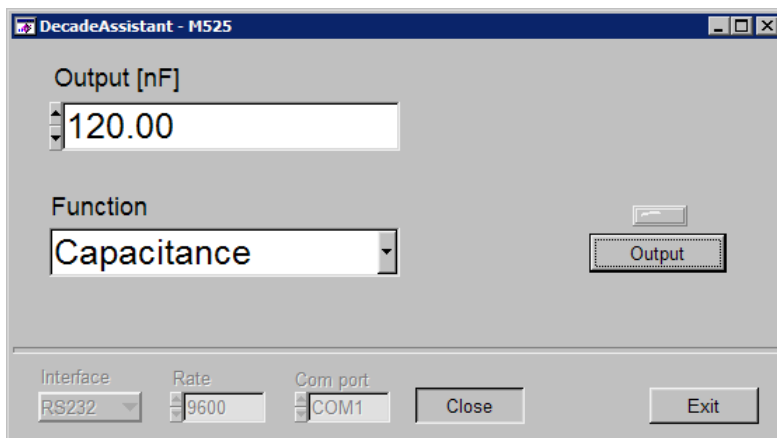 DecadeAssistant - M525
Output [nF]
120.00
Function
Capacitance
Output
Interface
Rate
Com port
RS232
9600
COM1
Close
Exit